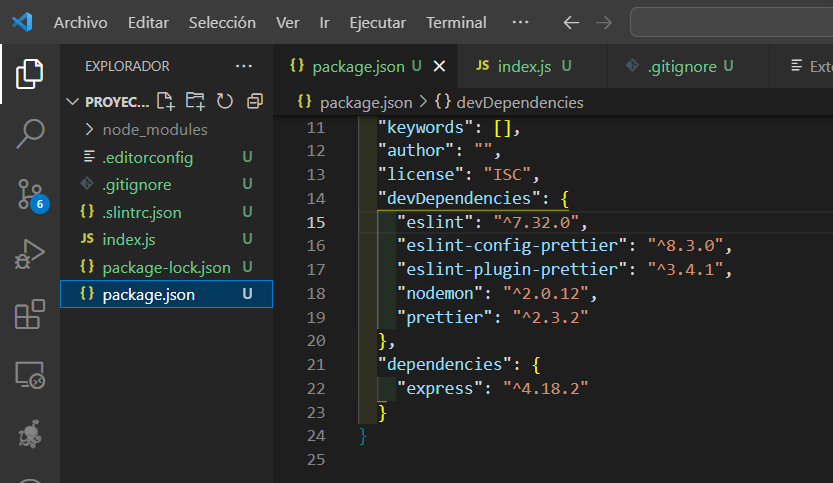 Archivo Editar Selección Ver Ir Ejecutar Terminal ...
EXPLORADOR ...
PROYEC...
node_modules
.editorconfig U
.gitignore U
.slintrc.json U
index.js U
package-lock.json U
package.json U
6
package.json U index.js U .gitignore U Exte
package.json > {} devDependencies
11 "keywords": [],
12 "author": "",
13 "license": "ISC",
14 "devDependencies": {
15 "eslint": "^7.32.0",
16 "eslint-config-prettier": "^8.3.0",
17 "eslint-plugin-prettier": "^3.4.1",
18 "nodemon": "^2.0.12",
19 "prettier": "^2.3.2"
20 },
21 "dependencies": {
22 "express": "^4.18.2"
23 }
24 }
25